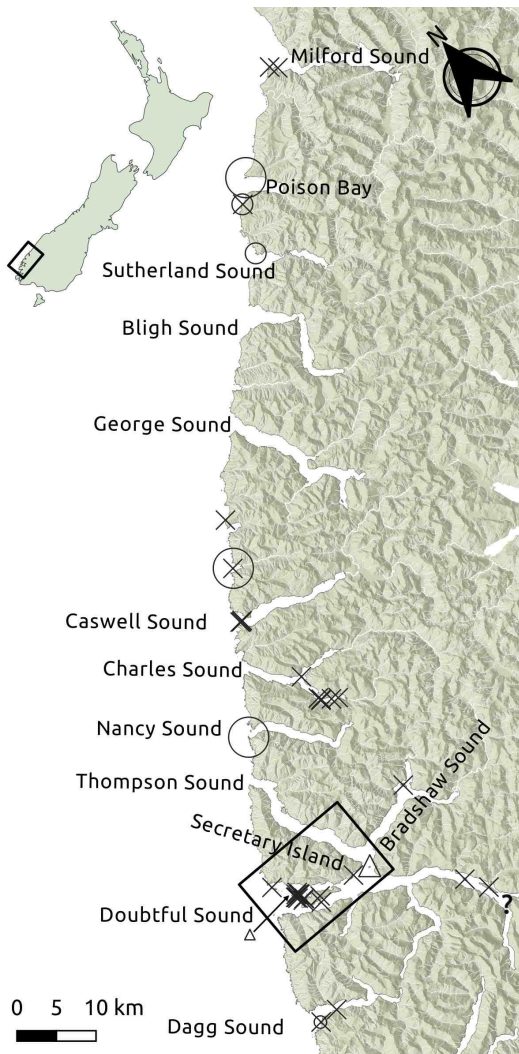 N
Milford Sound
Poison Bay
Sutherland Sound
Bligh Sound
George Sound
Caswell Sound
Charles Sound
Nancy Sound
Thompson Sound
Bradshaw Sound
Secretary Island
Doubtful Sound
?
0 5 10 km
Dagg Sound